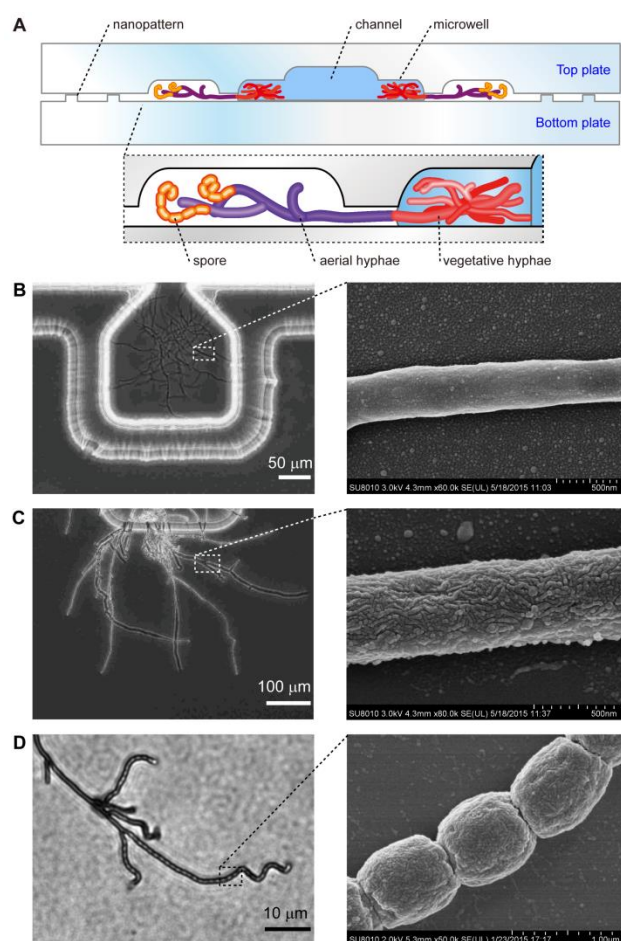 A
nanopattern
channel
microwell
Top plate
Bottom plate
spore
aerial hyphae
vegetative hyphae
B
50 μm
SU8010 3.0kV 4.3mm x60.0k SE(UL) 5/18/2015 11:03
500nm
C
100 μm
SU8010 3.0kV 4.3mm x80.0k SE(UL) 5/18/2015 11:37
500nm
D
10 μm
SU8010 2.0kV 5.3mm x50.0k SE(UL) 1/23/2015 17:17
1.00um